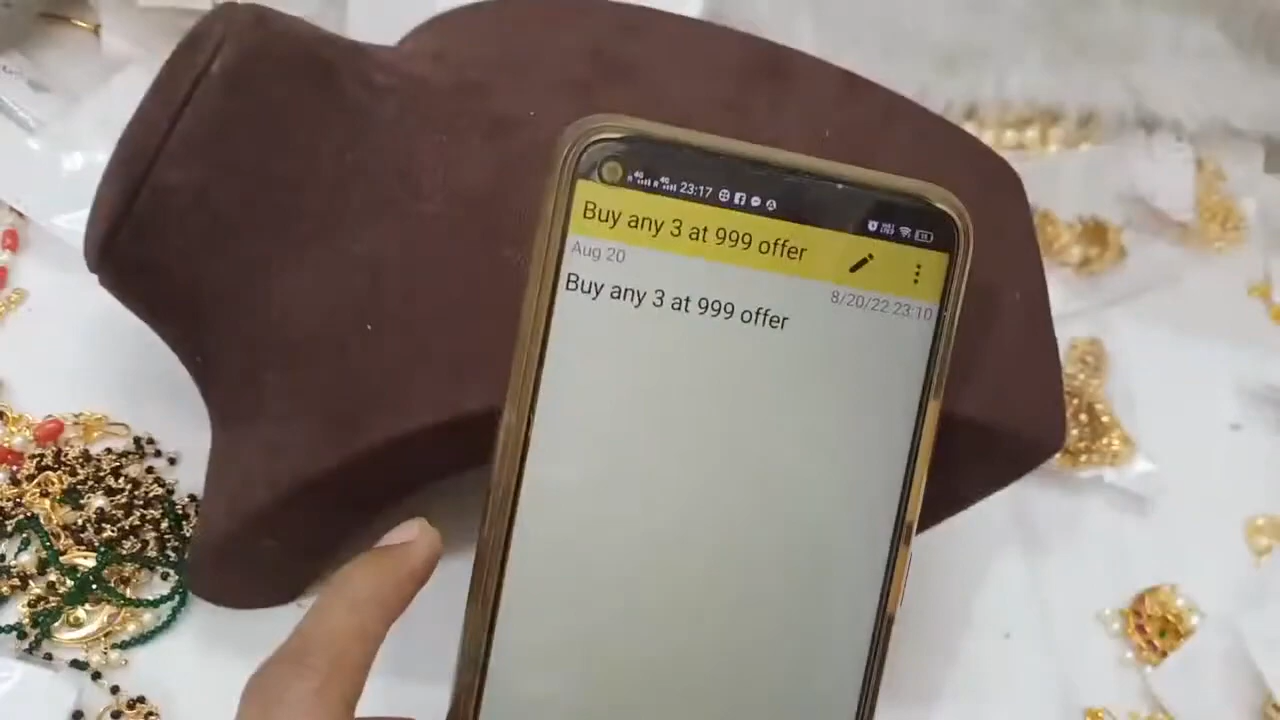 23:17
Buy any 3 at 999 offer
Aug 20
8/20/22 23:10
Buy any 3 at 999 offer